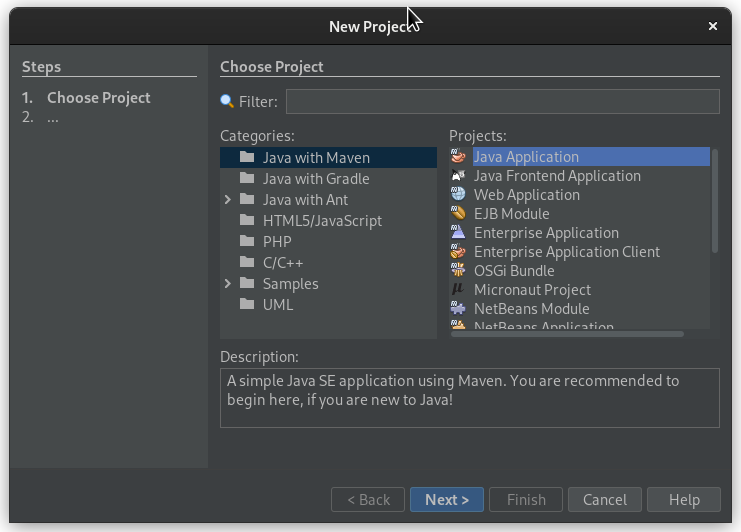 New Project
Steps
1. Choose Project
2. ...
Choose Project
Filter:
Categories:
Java with Maven
Java with Gradle
Java with Ant
HTML5/JavaScript
PHP
C/C++
Samples
UML
Projects:
Java Application
Java Frontend Application
Web Application
EJB Module
Enterprise Application
Enterprise Application Client
OSGi Bundle
Micronaut Project
NetBeans Module
NetBeans Application
Description:
A simple Java SE application using Maven. You are recommended to
begin here, if you are new to Java!
< Back
Next >
Finish
Cancel
Help